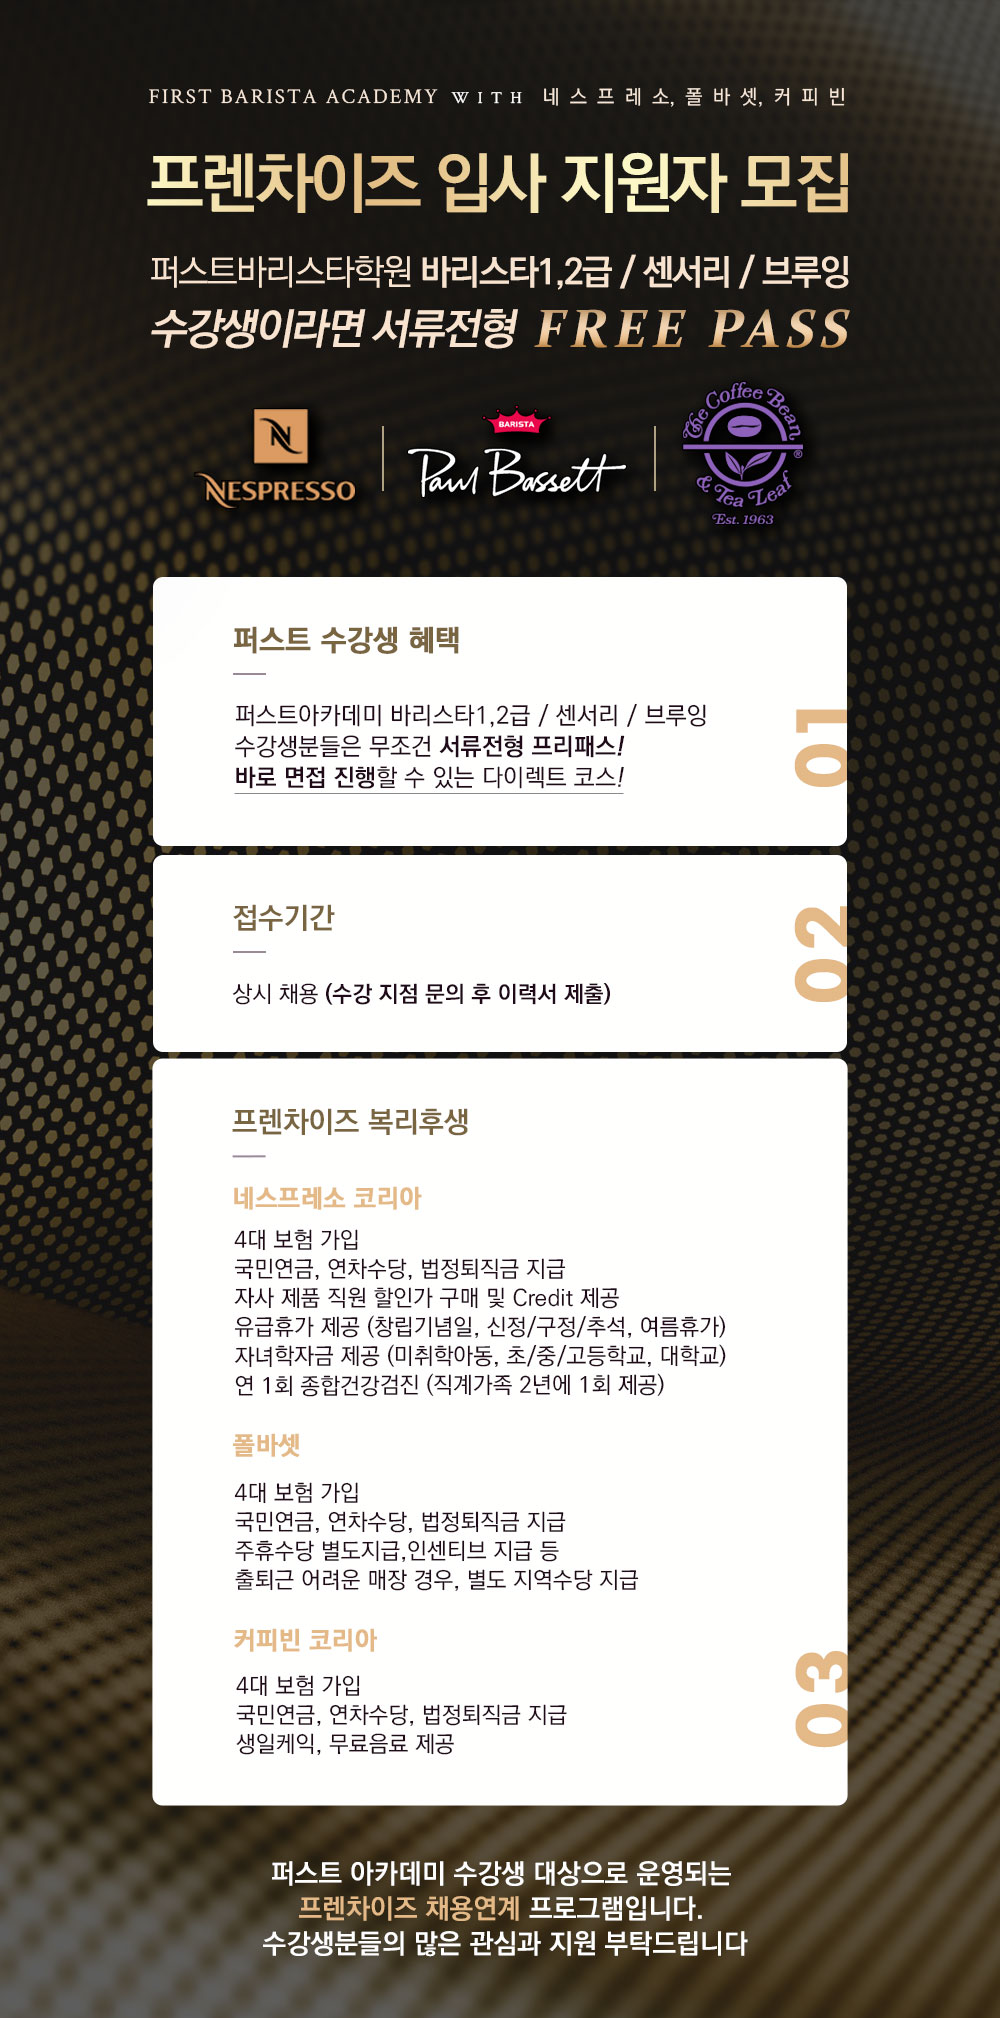 FIRST BARISTA ACADEMY WITH 네스프레소, 폴바셋, 커피빈
프렌차이즈 입사 지원자 모집
퍼스트바리스타학원 바리스타1,2급 / 센서리 / 브루잉
수강생이라면 서류전형 FREE PASS
N
NESPRESSO
BARISTA
Paul Bassett
The Coffee Bean
& Tea Leaf
®
Est. 1963
퍼스트 수강생 혜택
퍼스트아카데미 바리스타1,2급 / 센서리 / 브루잉
수강생분들은 무조건 서류전형 프리패스!
바로 면접 진행할 수 있는 다이렉트 코스!
01
접수기간
상시 채용 (수강 지점 문의 후 이력서 제출)
02
프렌차이즈 복리후생
네스프레소 코리아
4대 보험 가입
국민연금, 연차수당, 법정퇴직금 지급
자사 제품 직원 할인가 구매 및 Credit 제공
유급휴가 제공 (창립기념일, 신정/구정/추석, 여름휴가)
자녀학자금 제공 (미취학아동, 초/중/고등학교, 대학교)
연 1회 종합건강검진 (직계가족 2년에 1회 제공)
폴바셋
4대 보험 가입
국민연금, 연차수당, 법정퇴직금 지급
주휴수당 별도지급,인센티브 지급 등
출퇴근 어려운 매장 경우, 별도 지역수당 지급
커피빈 코리아
4대 보험 가입
국민연금, 연차수당, 법정퇴직금 지급
생일케익, 무료음료 제공
03
퍼스트 아카데미 수강생 대상으로 운영되는
프렌차이즈 채용연계 프로그램입니다.
수강생분들의 많은 관심과 지원 부탁드립니다